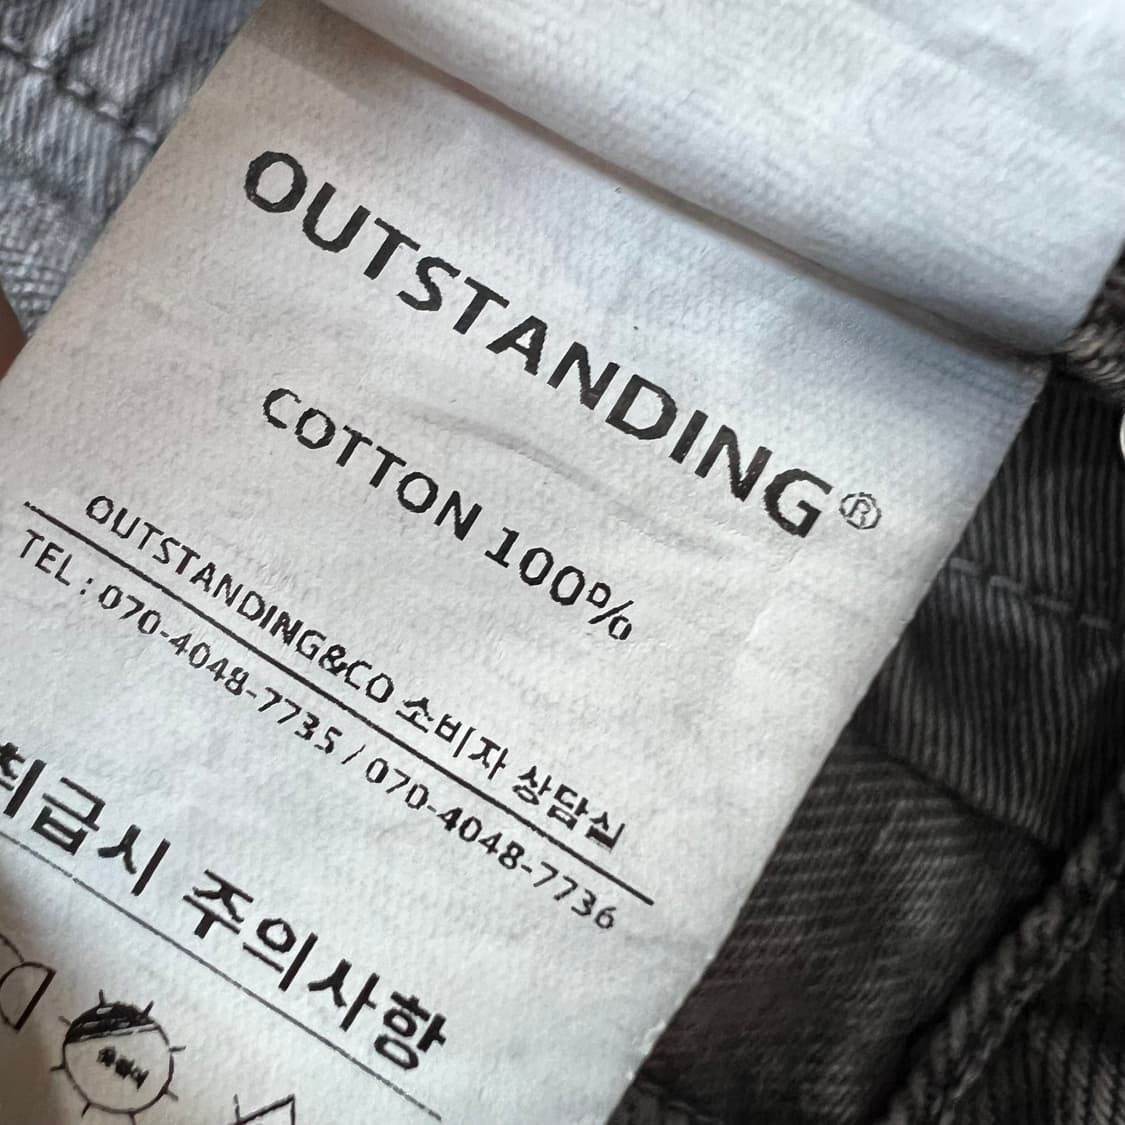 OUTSTANDING®
COTTON 100%
OUTSTANDING&CO 소비자 상담실
TEL : 070-4048-7735 / 070-4048-7736
취급시 주의사항